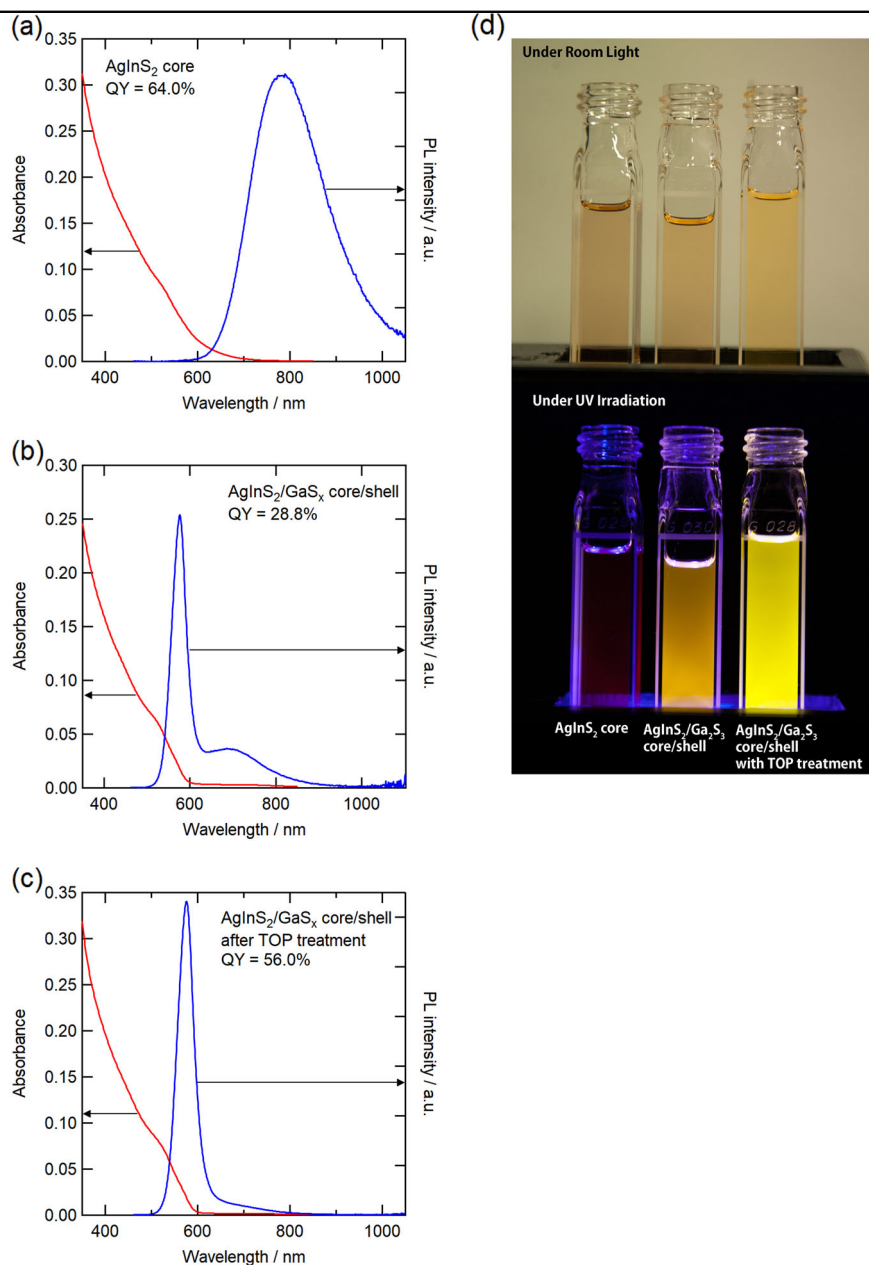 (a)
AgInS₂ core
QY = 64.0%
0.35
0.30
0.25
0.20
0.15
0.10
0.05
0.00
Absorbance
PL intensity / a.u.
400 600 800 1000
Wavelength / nm
(b)
AgInS₂/GaSₓ core/shell
QY = 28.8%
0.30
0.25
0.20
0.15
0.10
0.05
0.00
Absorbance
PL intensity / a.u.
400 600 800 1000
Wavelength / nm
(c)
AgInS₂/GaSₓ core/shell
after TOP treatment
QY = 56.0%
0.35
0.30
0.25
0.20
0.15
0.10
0.05
0.00
Absorbance
PL intensity / a.u.
400 600 800 1000
Wavelength / nm
(d)
Under Room Light
Under UV Irradiation
G 030
G 028
AgInS₂ core
AgInS₂/Ga₂S₃
core/shell
AgInS₂/Ga₂S₃
core/shell
with TOP treatment